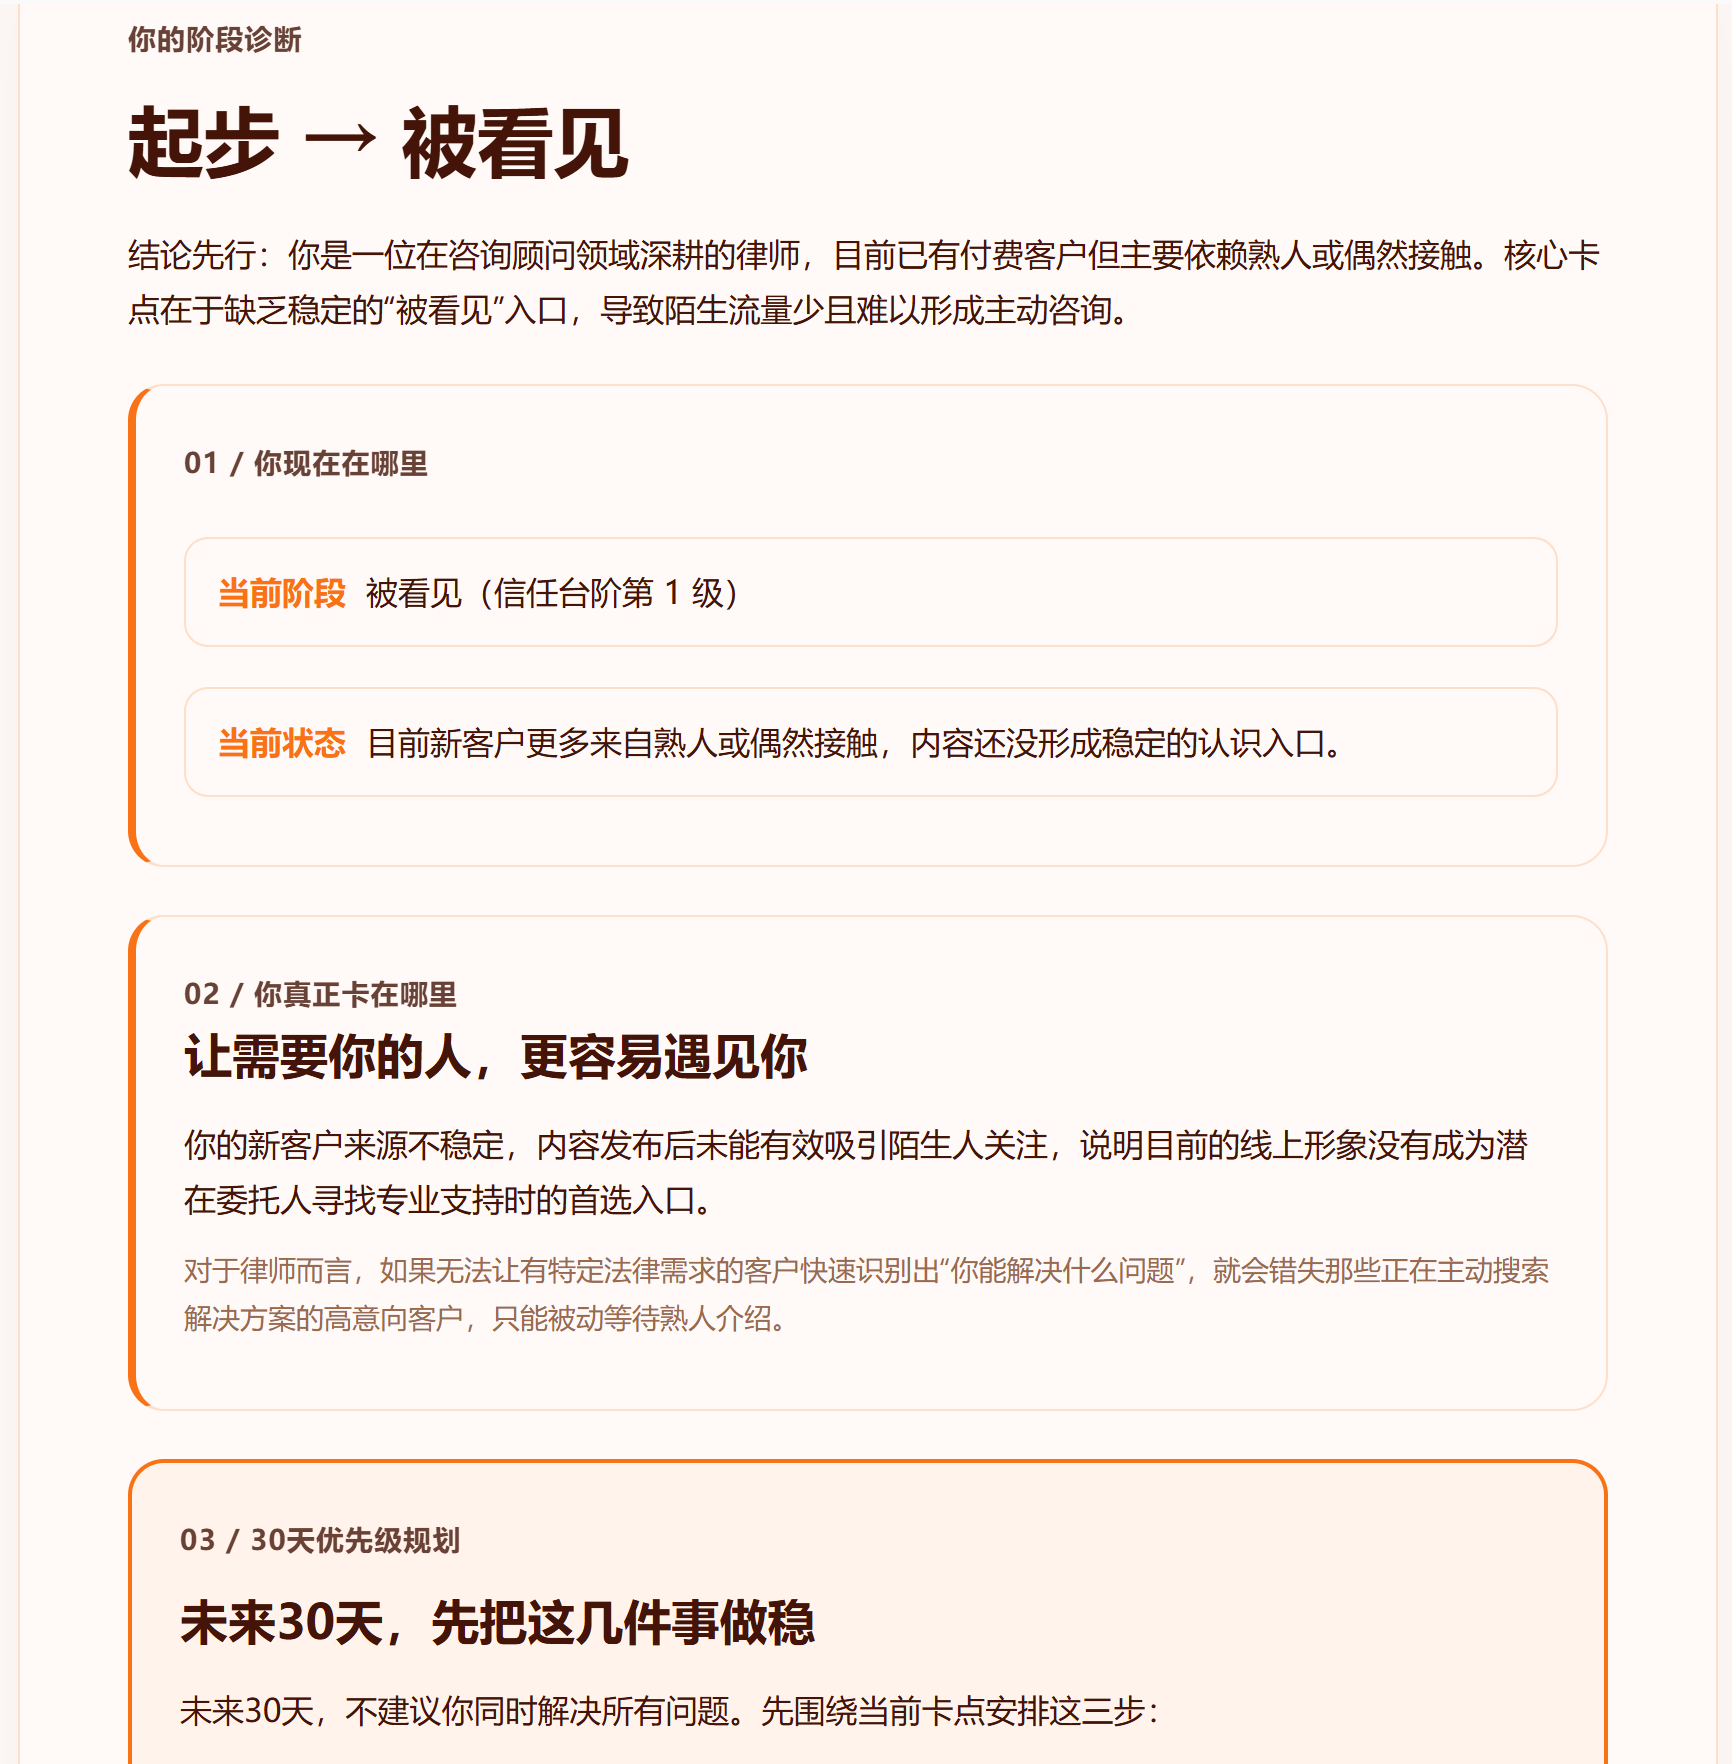 你的阶段诊断
起步 → 被看见
结论先行：你是一位在咨询顾问领域深耕的律师，目前已有付费客户但主要依赖熟人或偶然接触。核心卡
点在于缺乏稳定的“被看见”入口，导致陌生流量少且难以形成主动咨询。
01 / 你现在在哪里
当前阶段 被看见（信任台阶第 1 级）
当前状态 目前新客户更多来自熟人或偶然接触，内容还没形成稳定的认识入口。
02 / 你真正卡在哪里
让需要你的人，更容易遇见你
你的新客户来源不稳定，内容发布后未能有效吸引陌生人关注，说明目前的线上形象没有成为潜
在委托人寻找专业支持时的首选入口。
对于律师而言，如果无法让有特定法律需求的客户快速识别出“你能解决什么问题”，就会错失那些正在主动搜索
解决方案的高意向客户，只能被动等待熟人介绍。
03 / 30天优先级规划
未来30天，先把这几件事做稳
未来30天，不建议你同时解决所有问题。先围绕当前卡点安排这三步：